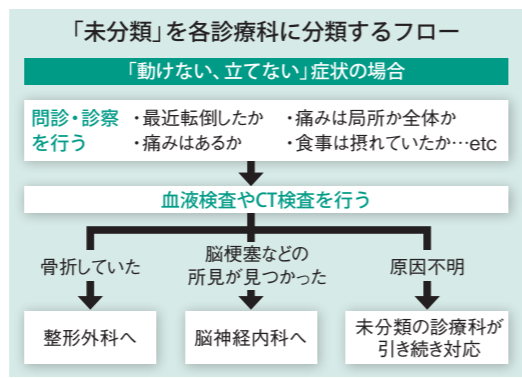 「未分類」を各診療科に分類するフロー
「動けない、立てない」症状の場合
問診・診察
を行う
・最近転倒したか
・痛みはあるか
・痛みは局所か全体か
・食事は摂れていたか…etc
血液検査やCT検査を行う
骨折していた
脳梗塞などの
所見が見つかった
原因不明
整形外科へ
脳神経内科へ
未分類の診療科が
引き続き対応